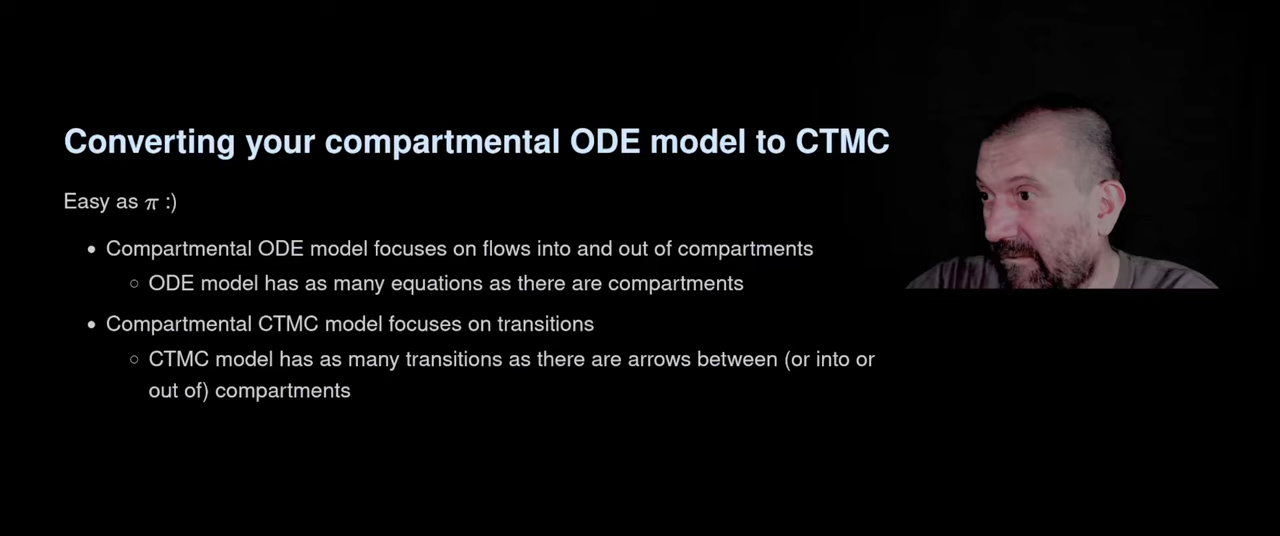 Converting your compartmental ODE model to CTMC
Easy as π :)
• Compartmental ODE model focuses on flows into and out of compartments
○ ODE model has as many equations as there are compartments
• Compartmental CTMC model focuses on transitions
○ CTMC model has as many transitions as there are arrows between (or into or
out of) compartments